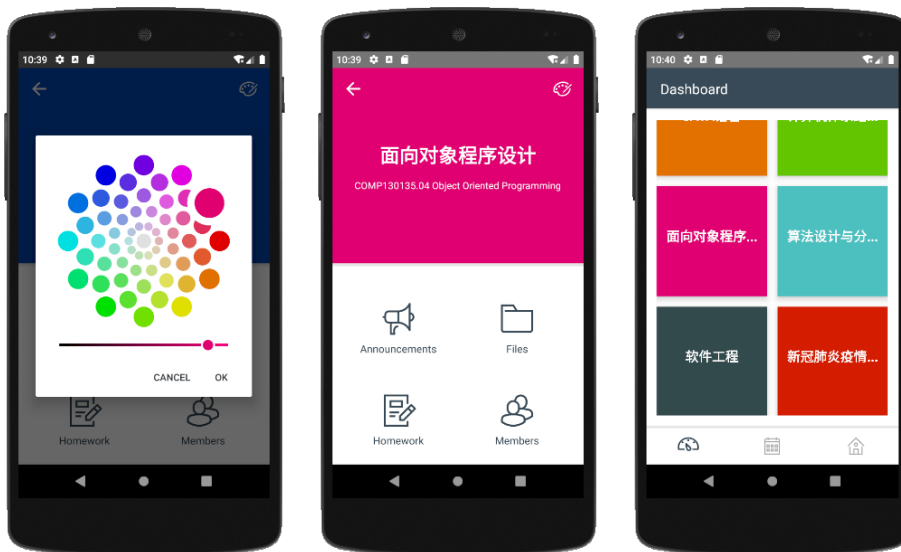 10:39
CANCEL OK
Homework Members
10:39
面向对象程序设计
COMP130135.04 Object Oriented Programming
Announcements Files
Homework Members
10:40
Dashboard
面向对象程序... 算法设计与分...
软件工程 新冠肺炎疫情...